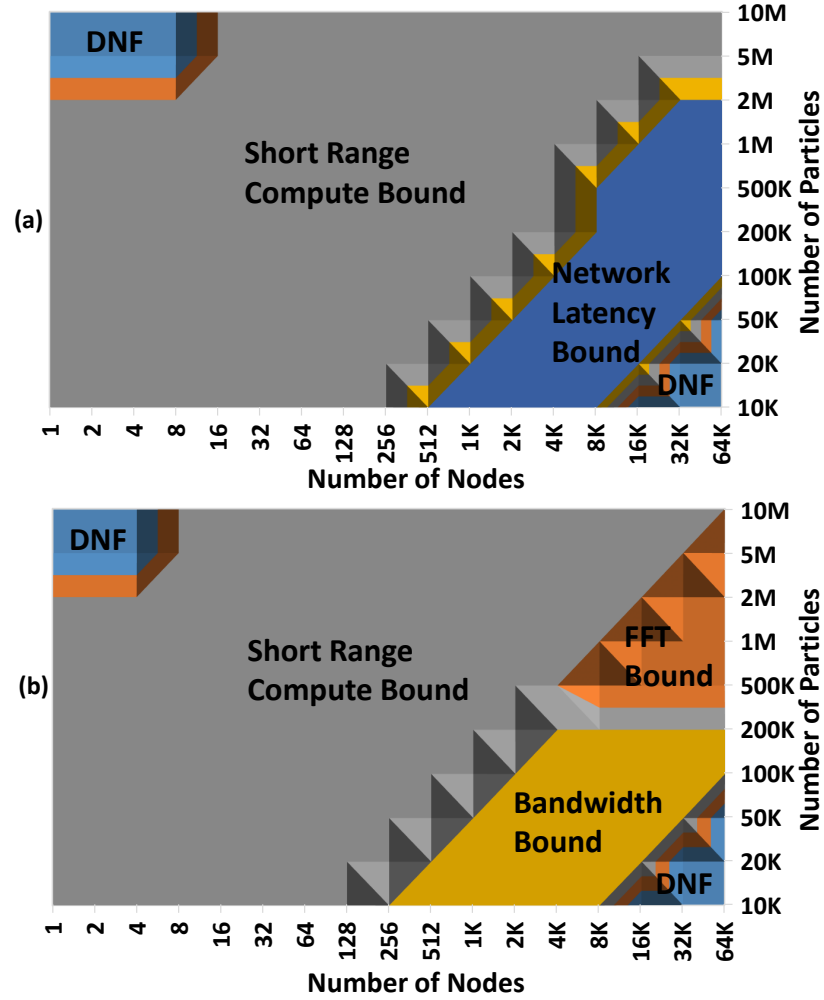 10M
DNF
5M
2M
1M
Short Range
Compute Bound
500K
(a)
200K
Number of Particles
100K
Network
Latency
Bound
50K
20K
DNF
10K
1 2 4 8 16 32 64 128 256 512 1K 2K 4K 8K 16K 32K 64K
Number of Nodes
10M
DNF
5M
2M
1M
FFT
Bound
Short Range
Compute Bound
500K
(b)
200K
Number of Particles
100K
Bandwidth
Bound
50K
20K
DNF
10K
1 2 4 8 16 32 64 128 256 512 1K 2K 4K 8K 16K 32K 64K
Number of Nodes